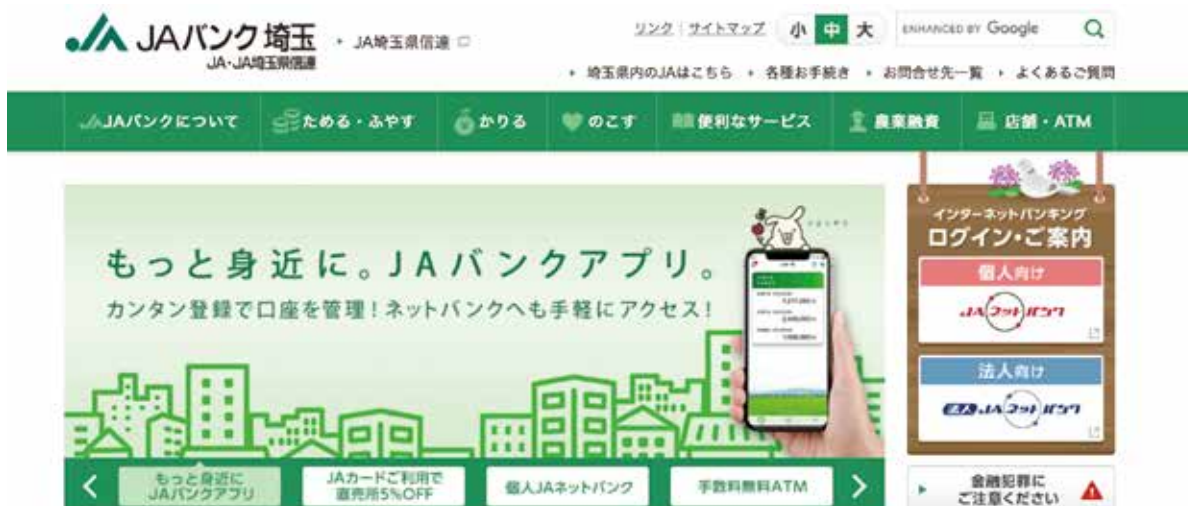 JAバンク 埼玉
JA・JA埼玉県信連
JA埼玉県信連
リンク
サイトマップ
小 中 大
ENHANCED BY Google
埼玉県内のJAはこちら
各種お手続き
お問合せ先一覧
よくあるご質問
JAバンクについて
ためる・ふやす
かりる
のこす
便利なサービス
農業融資
店舗・ATM
もっと身近に。JAバンクアプリ。
カンタン登録で口座を管理！ネットバンクへも手軽にアクセス！
インターネットバンキング
ログイン・ご案内
個人向け
JAネットバンク
法人向け
法人JAネットバンク
もっと身近に
JAバンクアプリ
JAカードご利用で
直売所5%OFF
個人JAネットバンク
手数料無料ATM
金融犯罪に
ご注意ください